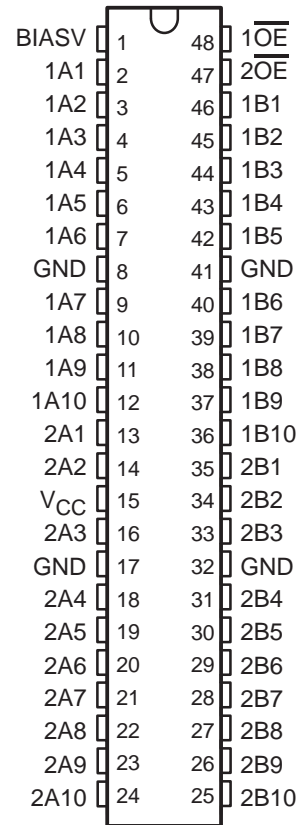 BIASV 1 48 1O̅E̅
1A1 2 47 2O̅E̅
1A2 3 46 1B1
1A3 4 45 1B2
1A4 5 44 1B3
1A5 6 43 1B4
1A6 7 42 1B5
GND 8 41 GND
1A7 9 40 1B6
1A8 10 39 1B7
1A9 11 38 1B8
1A10 12 37 1B9
2A1 13 36 1B10
2A2 14 35 2B1
VCC 15 34 2B2
2A3 16 33 2B3
GND 17 32 GND
2A4 18 31 2B4
2A5 19 30 2B5
2A6 20 29 2B6
2A7 21 28 2B7
2A8 22 27 2B8
2A9 23 26 2B9
2A10 24 25 2B10